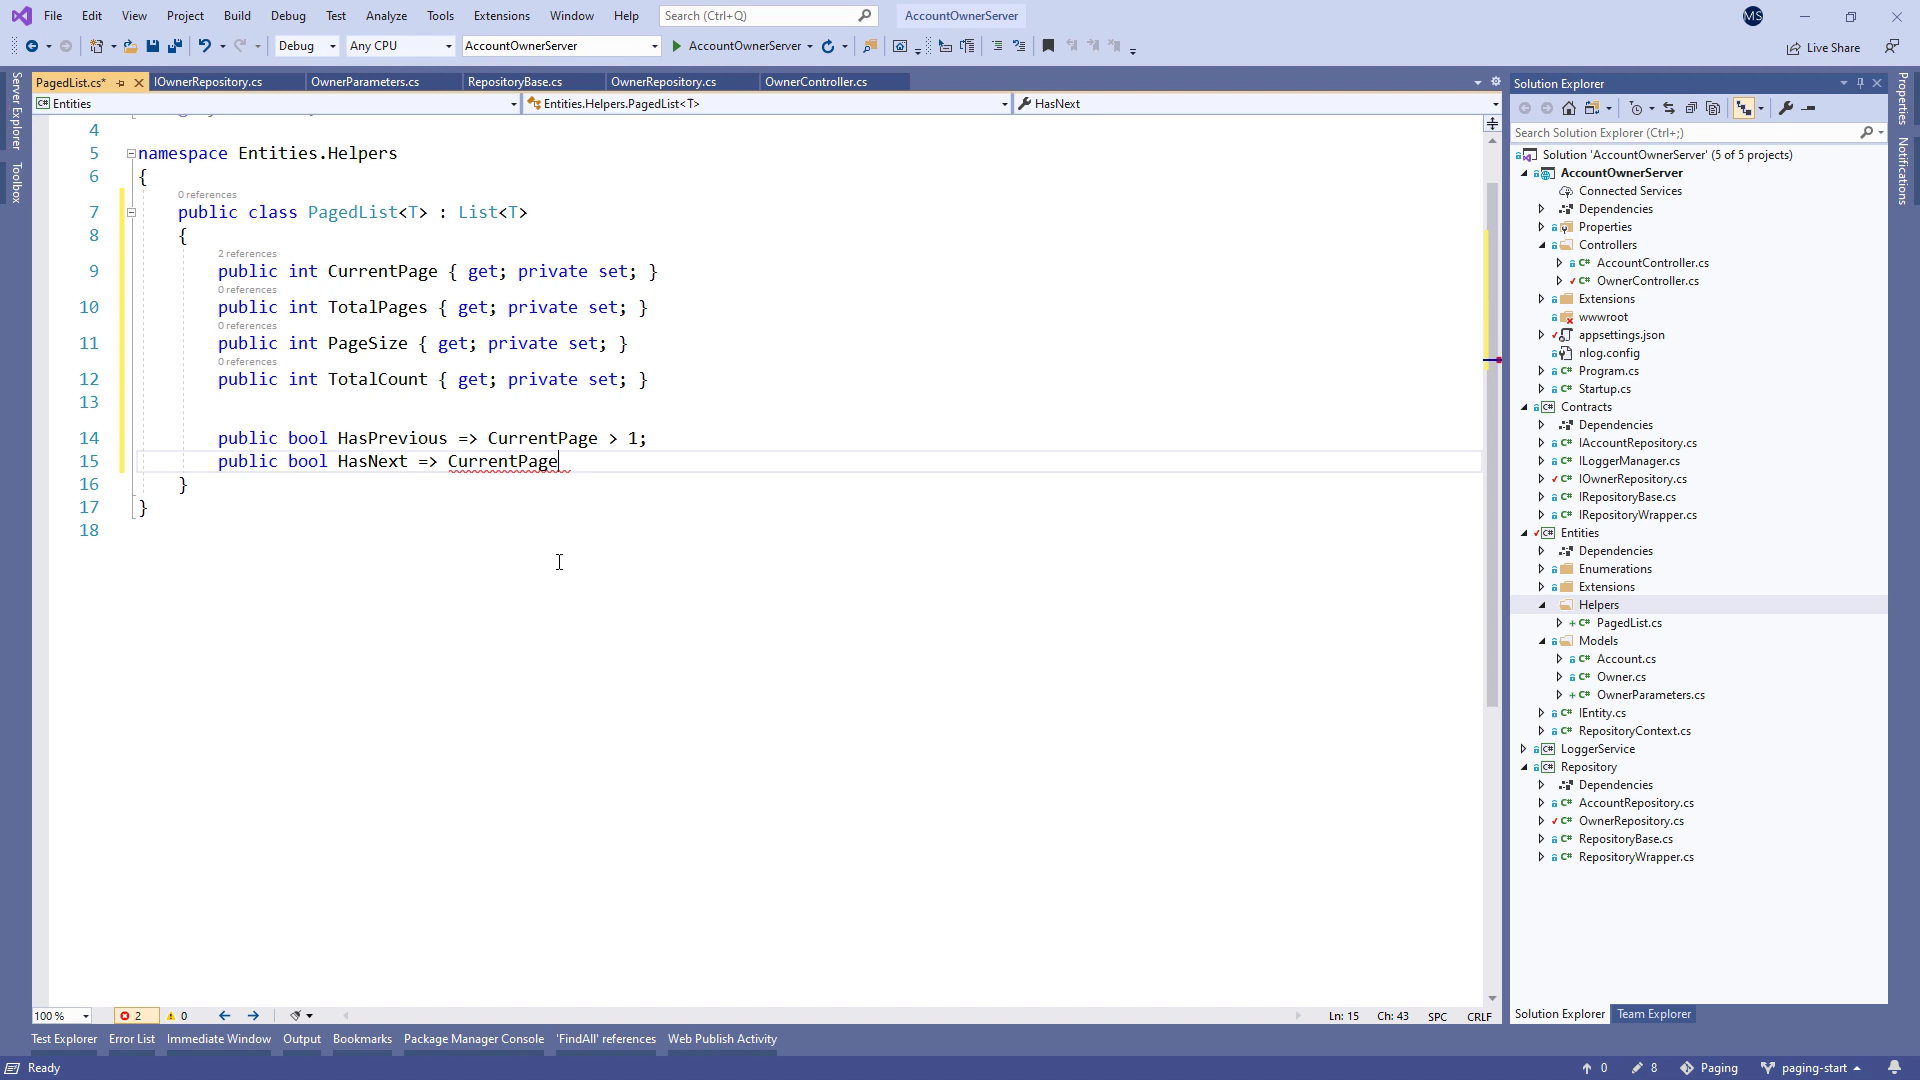 File Edit View Project Build Debug Test Analyze Tools Extensions Window Help Search (Ctrl+Q) AccountOwnerServer MS
Debug Any CPU AccountOwnerServer AccountOwnerServer Live Share
PagedList.cs* IOwnerRepository.cs OwnerParameters.cs RepositoryBase.cs OwnerRepository.cs OwnerController.cs
Entities Entities.Helpers.PagedList<T> HasNext
Server Explorer
Toolbox
4
5 namespace Entities.Helpers
6 {
0 references
7 public class PagedList<T> : List<T>
8 {
2 references
9 public int CurrentPage { get; private set; }
0 references
10 public int TotalPages { get; private set; }
0 references
11 public int PageSize { get; private set; }
0 references
12 public int TotalCount { get; private set; }
13
14 public bool HasPrevious => CurrentPage > 1;
15 public bool HasNext => CurrentPage
16 }
17 }
18
100 % 2 0 Ln: 15 Ch: 43 SPC CRLF
Solution Explorer
Search Solution Explorer (Ctrl+;)
Solution 'AccountOwnerServer' (5 of 5 projects)
AccountOwnerServer
Connected Services
Dependencies
Properties
Controllers
C# AccountController.cs
C# OwnerController.cs
Extensions
wwwroot
appsettings.json
nlog.config
C# Program.cs
C# Startup.cs
C# Contracts
Dependencies
C# IAccountRepository.cs
C# ILoggerManager.cs
C# IOwnerRepository.cs
C# IRepositoryBase.cs
C# IRepositoryWrapper.cs
C# Entities
Dependencies
Enumerations
Extensions
Helpers
C# PagedList.cs
Models
C# Account.cs
C# Owner.cs
C# OwnerParameters.cs
C# IEntity.cs
C# RepositoryContext.cs
C# LoggerService
C# Repository
Dependencies
C# AccountRepository.cs
C# OwnerRepository.cs
C# RepositoryBase.cs
C# RepositoryWrapper.cs
Solution Explorer Team Explorer
Properties
Notifications
Test Explorer Error List Immediate Window Output Bookmarks Package Manager Console 'FindAll' references Web Publish Activity
Ready 0 8 Paging paging-start